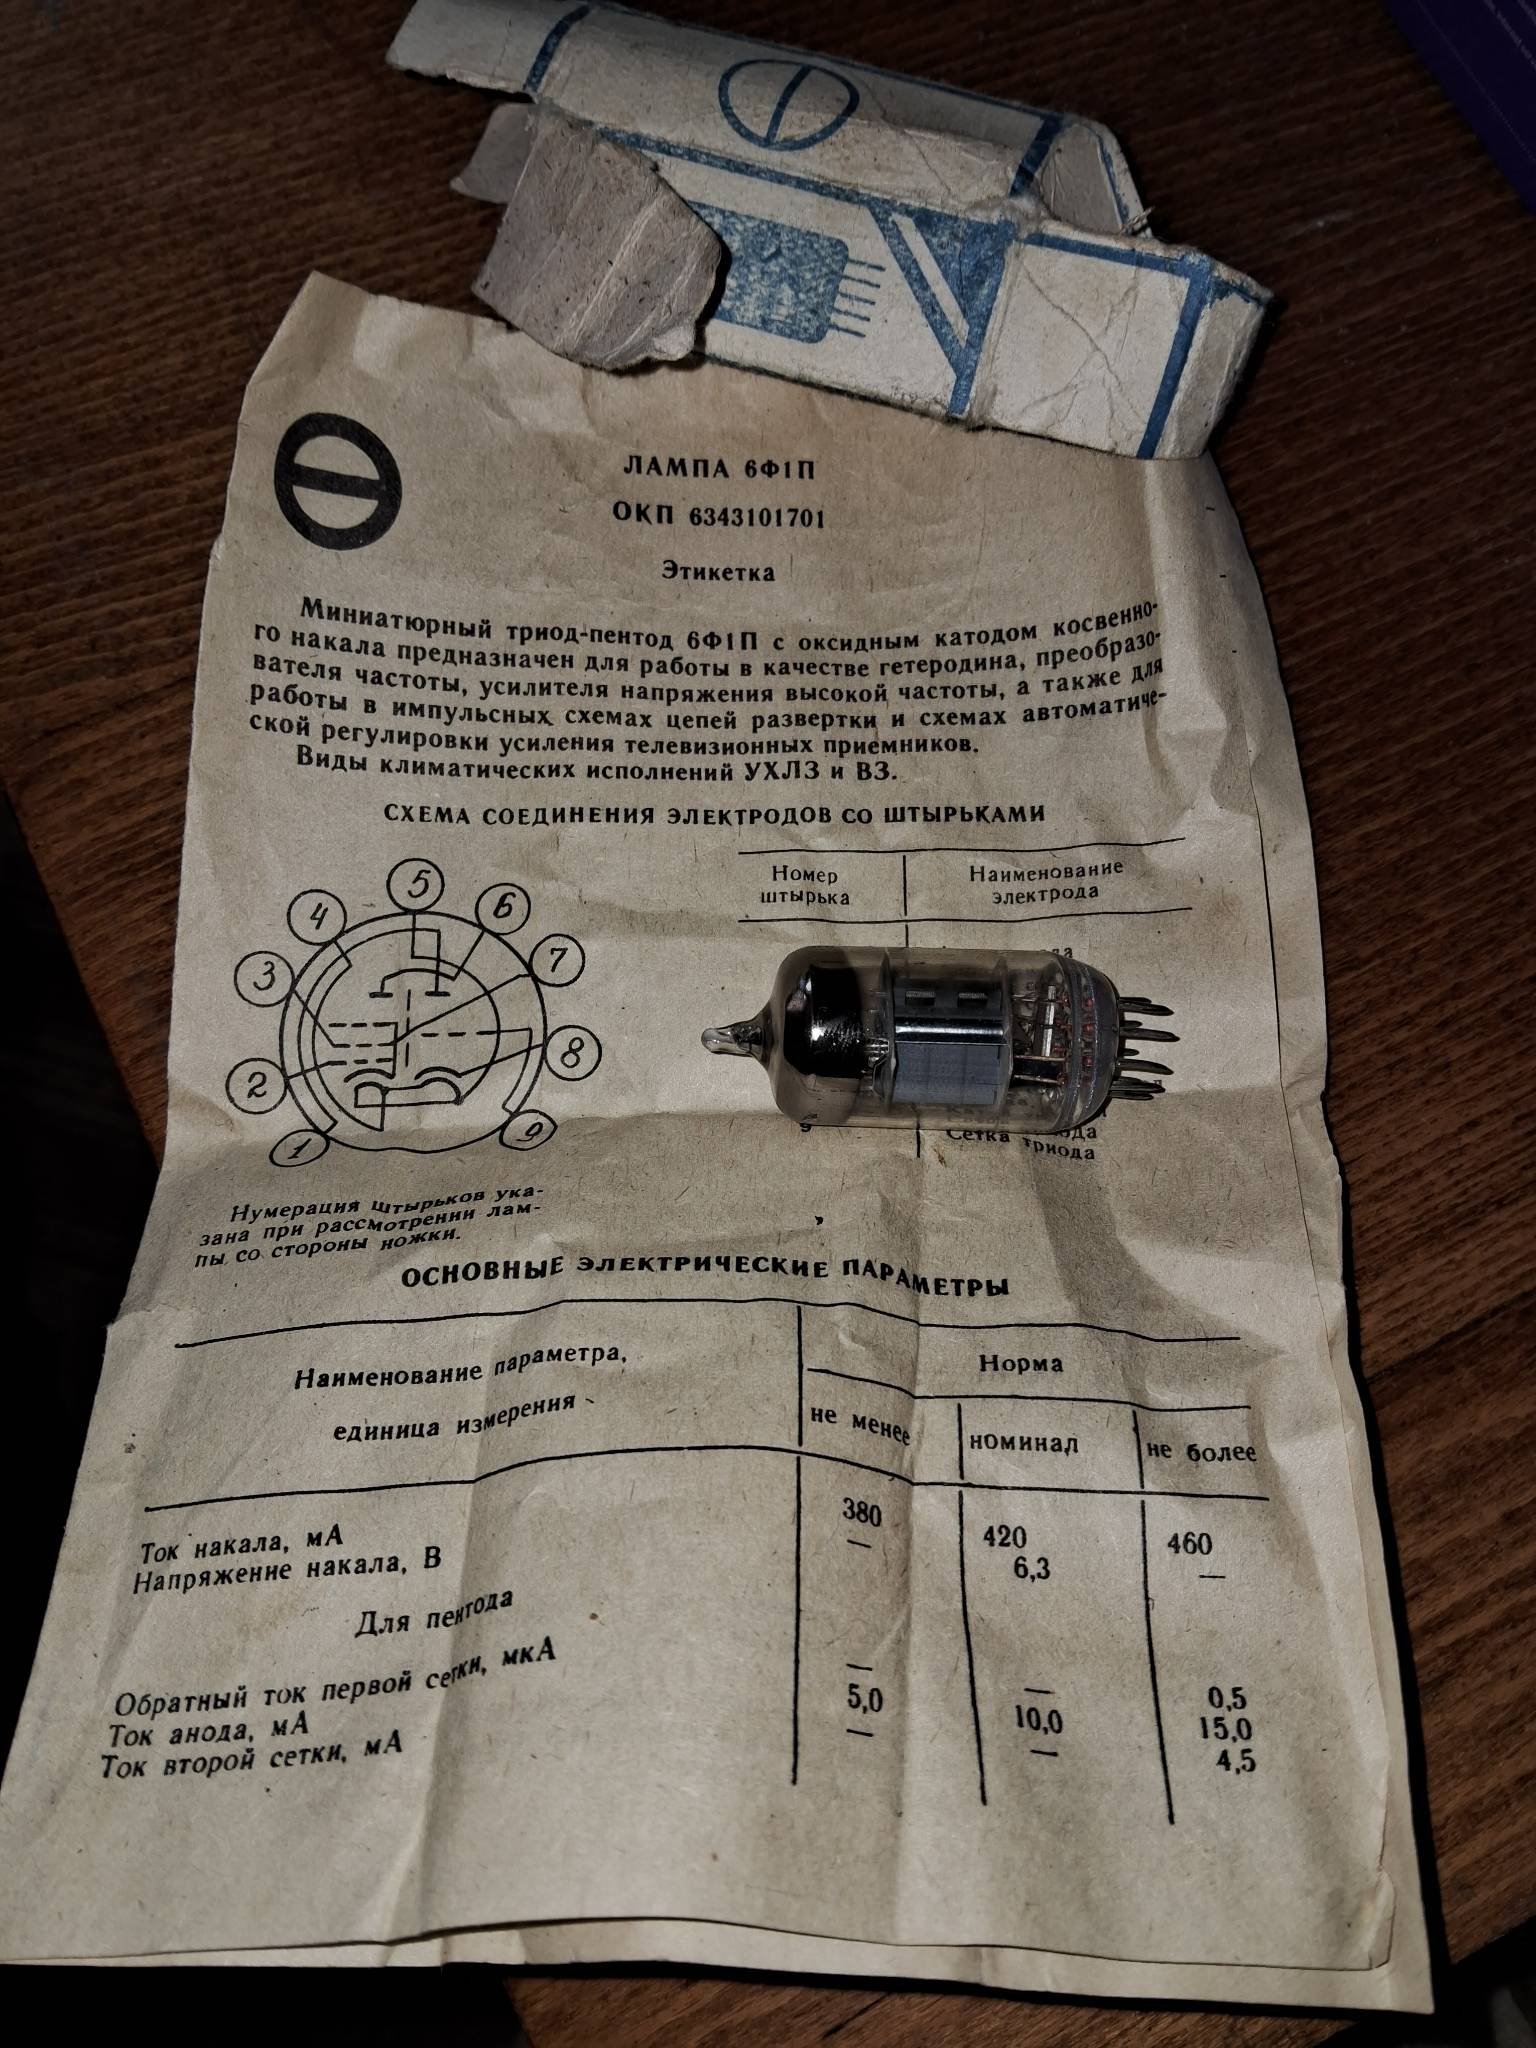 ЛАМПА 6Ф1П
ОКП 6343101701
Этикетка
Миниатюрный триод-пентод 6Ф1П с оксидным катодом косвенно-
го накала предназначен для работы в качестве гетеродина, преобразо-
вателя частоты, усилителя напряжения высокой частоты, а также для
работы в импульсных схемах цепей развертки и схемах автоматиче-
ской регулировки усиления телевизионных приемников.
Виды климатических исполнений УХЛ3 и В3.
СХЕМА СОЕДИНЕНИЯ ЭЛЕКТРОДОВ СО ШТЫРЬКАМИ
Номер
штырька
Наименование
электрода
1
2
3
4
5
6
7
8
9
9
Сетка триода
Нумерация штырьков ука-
зана при рассмотрении лам-
пы со стороны ножки.
ОСНОВНЫЕ ЭЛЕКТРИЧЕСКИЕ ПАРАМЕТРЫ
Наименование параметра,
единица измерения
Норма
не менее
номинал
не более
Ток накала, мА 380 420 460
Напряжение накала, В — 6,3 —
Для пентода
Обратный ток первой сетки, мкА — — 0,5
Ток анода, мА 5,0 10,0 15,0
Ток второй сетки, мА — — 4,5